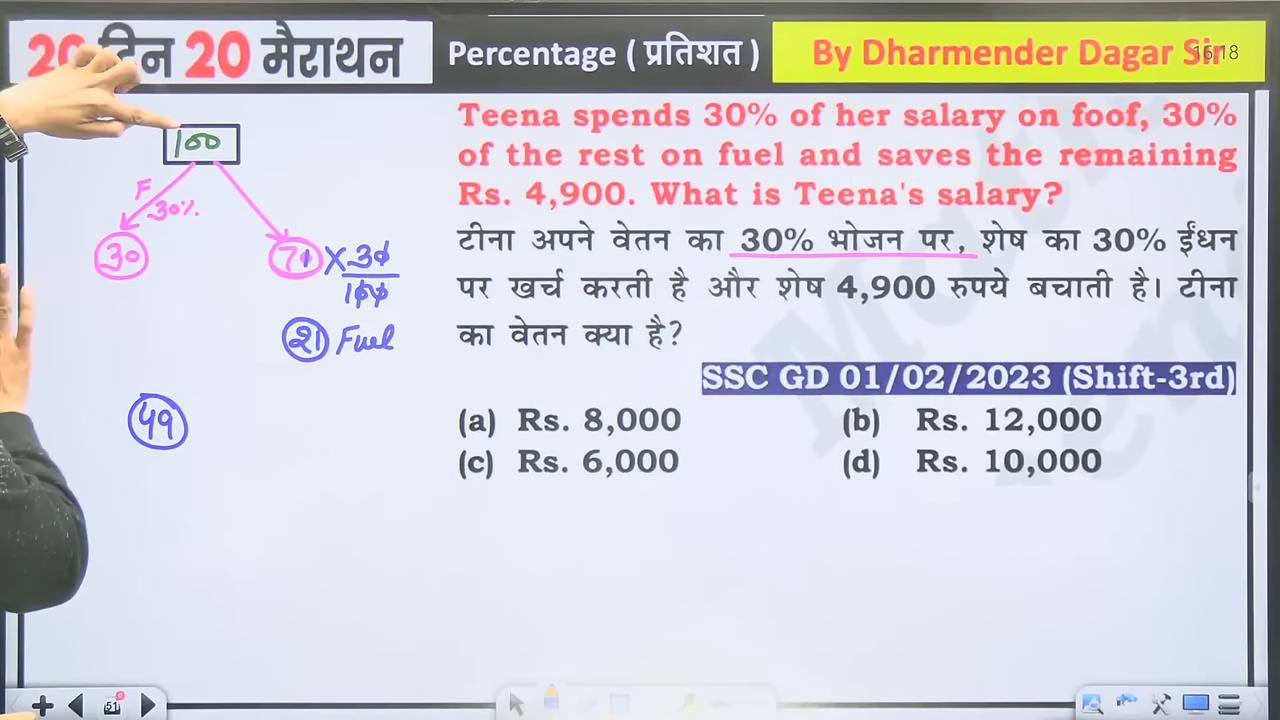 20 दिन 20 मैराथन
Percentage ( प्रतिशत )
By Dharmender Dagar Sir
16:18
Teena spends 30% of her salary on foof, 30%
of the rest on fuel and saves the remaining
Rs. 4,900. What is Teena's salary?
टीना अपने वेतन का 30% भोजन पर, शेष का 30% ईंधन
पर खर्च करती है और शेष 4,900 रुपये बचाती है। टीना
का वेतन क्या है?
SSC GD 01/02/2023 (Shift-3rd)
(a) Rs. 8,000 (b) Rs. 12,000
(c) Rs. 6,000 (d) Rs. 10,000
100
F
30%
30
70 × 30
100
21 Fuel
49
51